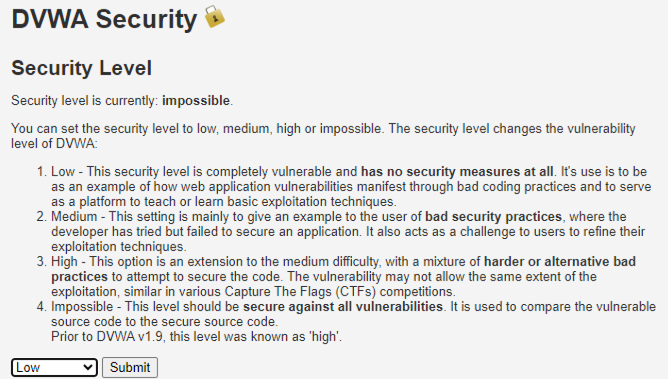 DVWA Security
Security Level
Security level is currently: impossible.
You can set the security level to low, medium, high or impossible. The security level changes the vulnerability
level of DVWA:
1. Low - This security level is completely vulnerable and has no security measures at all. It's use is to be
as an example of how web application vulnerabilities manifest through bad coding practices and to serve
as a platform to teach or learn basic exploitation techniques.
2. Medium - This setting is mainly to give an example to the user of bad security practices, where the
developer has tried but failed to secure an application. It also acts as a challenge to users to refine their
exploitation techniques.
3. High - This option is an extension to the medium difficulty, with a mixture of harder or alternative bad
practices to attempt to secure the code. The vulnerability may not allow the same extent of the
exploitation, similar in various Capture The Flags (CTFs) competitions.
4. Impossible - This level should be secure against all vulnerabilities. It is used to compare the vulnerable
source code to the secure source code.
Prior to DVWA v1.9, this level was known as 'high'.
Low Submit